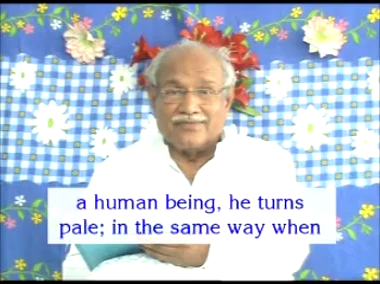 a human being, he turns
pale; in the same way when